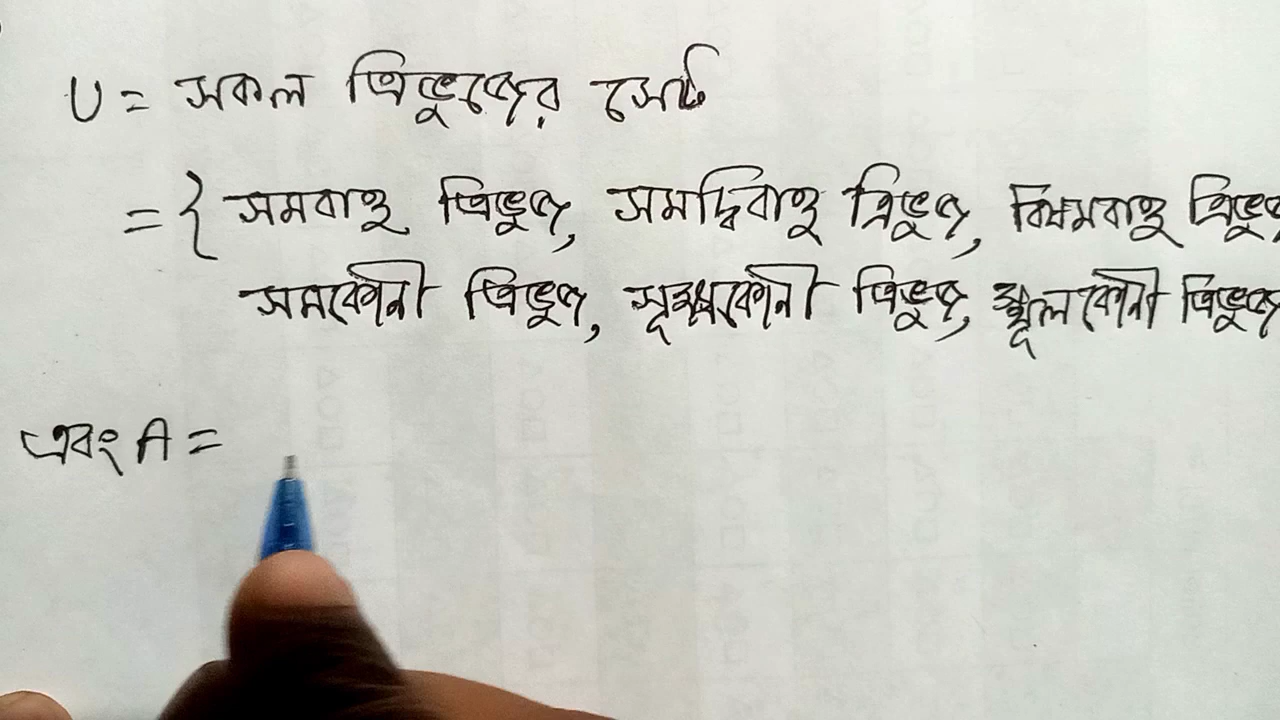 U = সকল ত্রিভুজের সেট
= { সমবাহু ত্রিভুজ, সমদ্বিবাহু ত্রিভুজ, বিষমবাহু ত্রিভুজ
সমকোনী ত্রিভুজ, সূক্ষ্মকোনী ত্রিভুজ, স্থূলকোনী ত্রিভুজ
এবং A =